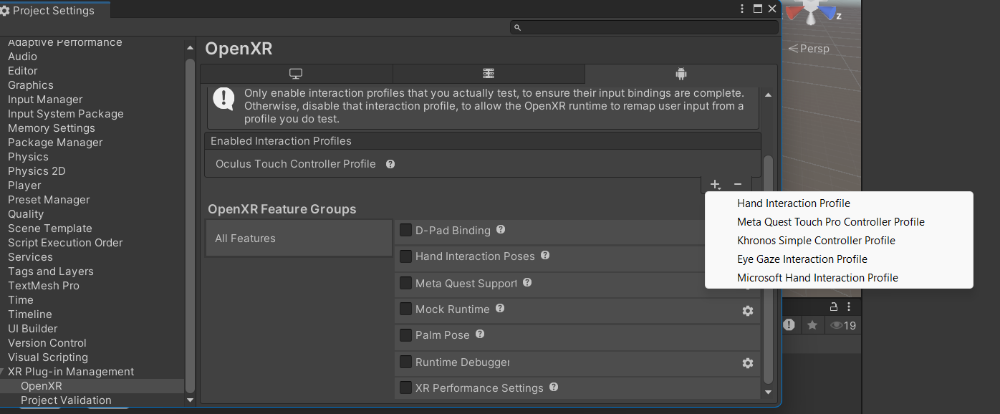 Project Settings
Adaptive Performance
Audio
Editor
Graphics
Input Manager
Input System Package
Memory Settings
Package Manager
Physics
Physics 2D
Player
Preset Manager
Quality
Scene Template
Script Execution Order
Services
Tags and Layers
TextMesh Pro
Time
Timeline
UI Builder
Version Control
Visual Scripting
XR Plug-in Management
OpenXR
Project Validation
OpenXR
Only enable interaction profiles that you actually test, to ensure their input bindings are complete.
Otherwise, disable that interaction profile, to allow the OpenXR runtime to remap user input from a
profile you do test.
Enabled Interaction Profiles
Oculus Touch Controller Profile
OpenXR Feature Groups
All Features
D-Pad Binding
Hand Interaction Poses
Meta Quest Support
Mock Runtime
Palm Pose
Runtime Debugger
XR Performance Settings
Hand Interaction Profile
Meta Quest Touch Pro Controller Profile
Khronos Simple Controller Profile
Eye Gaze Interaction Profile
Microsoft Hand Interaction Profile
z
Persp
19